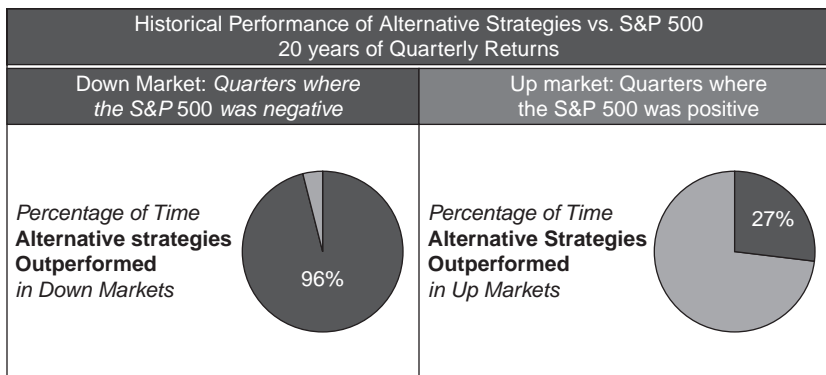 Historical Performance of Alternative Strategies vs. S&P 500
20 years of Quarterly Returns
Down Market: Quarters where
the S&P 500 was negative
Up market: Quarters where
the S&P 500 was positive
Percentage of Time
Alternative strategies
Outperformed
in Down Markets
96%
Percentage of Time
Alternative Strategies
Outperformed
in Up Markets
27%